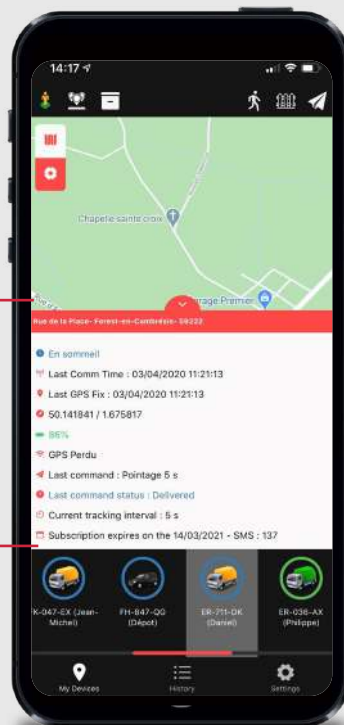 14:17
Chapelle sainte croix
Garage Premier
Rue de la Place- Forest-en-Cambrésis- 59222
En sommeil
Last Comm Time : 03/04/2020 11:21:13
Last GPS Fix : 03/04/2020 11:21:13
50.141841 / 1.675817
86%
GPS Perdu
Last command : Pointage 5 s
Last command status : Delivered
Current tracking interval : 5 s
Subscription expires on the 14/03/2021 - SMS : 137
K-047-EX (Jean-
Michel)
FH-847-QG
(Dépot)
ER-711-DK
(Daniel)
ER-036-AX
(Philippe)
My Devices
History
Settings